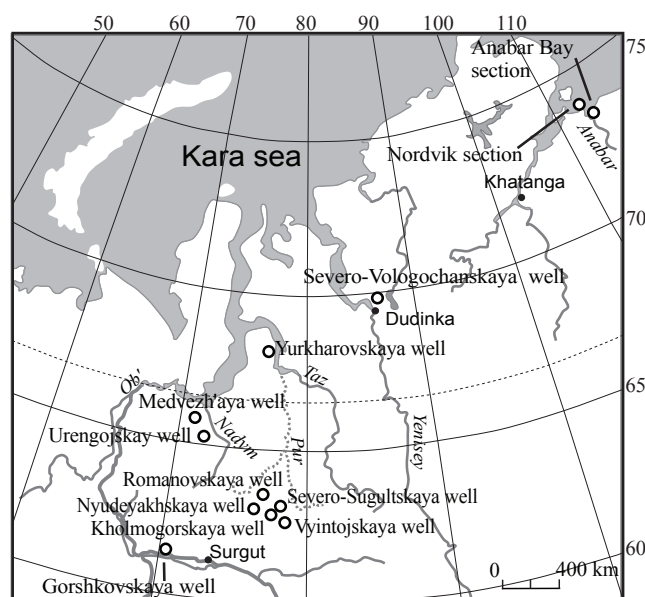 50 60 70 80 90 100 110
75
Anabar Bay
section
Anabar
Kara sea
Nordvik section
Khatanga
70
Severo-Vologochanskaya well
Dudinka
Yurkharovskaya well
Taz
65
Ob'
Medvezh'aya well
Urengojskay well
Nadym
Pur
Yenisey
Romanovskaya well
Severo-Sugultskaya well
Nyudeyakhskaya well
Kholmogorskaya well
Vyintojskaya well
Surgut
60
Gorshkovskaya well
0 400 km